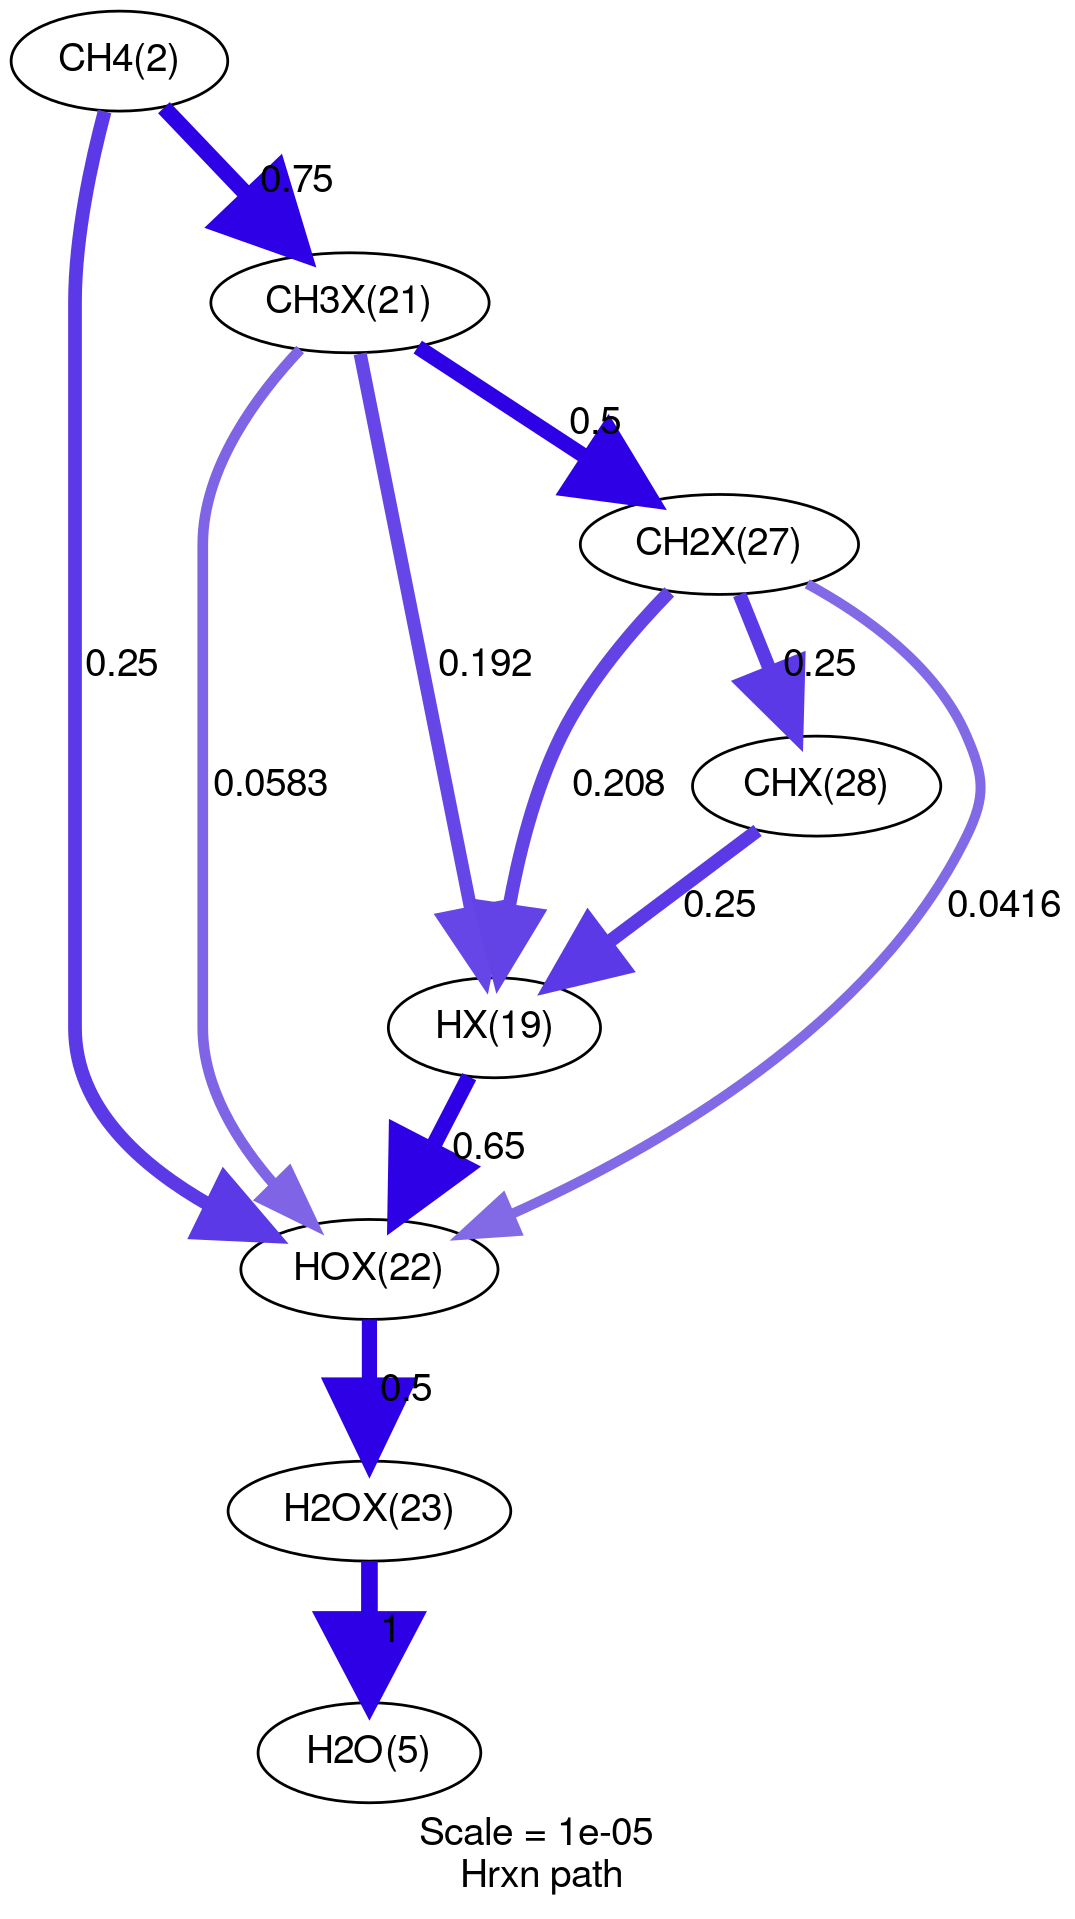 CH4(2)
0.75
CH3X(21)
0.5
CH2X(27)
0.25
0.192
0.25
0.0583
0.208
CHX(28)
0.25
0.0416
HX(19)
0.65
HOX(22)
0.5
H2OX(23)
1
H2O(5)
Scale = 1e-05
Hrxn path